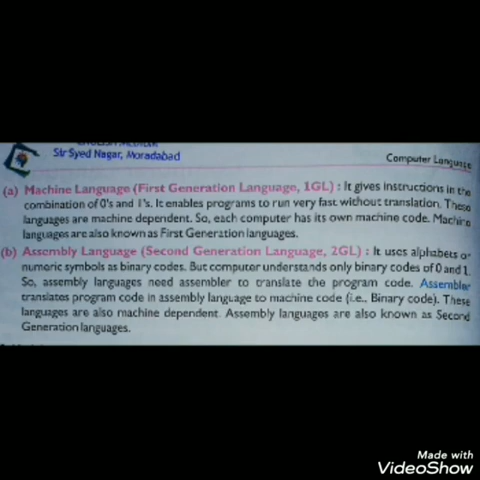 Sir Syed Nagar, Moradabad
Computer Language
(a) Machine Language (First Generation Language, 1GL) : It gives instructions in the
combination of 0's and 1's. It enables programs to run very fast without translation. These
languages are machine dependent. So, each computer has its own machine code. Machine
languages are also known as First Generation languages.
(b) Assembly Language (Second Generation Language, 2GL) : It uses alphabets or
numeric symbols as binary codes. But computer understands only binary codes of 0 and 1.
So, assembly languages need assembler to translate the program code. Assembler
translates program code in assembly language to machine code (i.e., Binary code). These
languages are also machine dependent. Assembly languages are also known as Second
Generation languages.
Made with
VideoShow